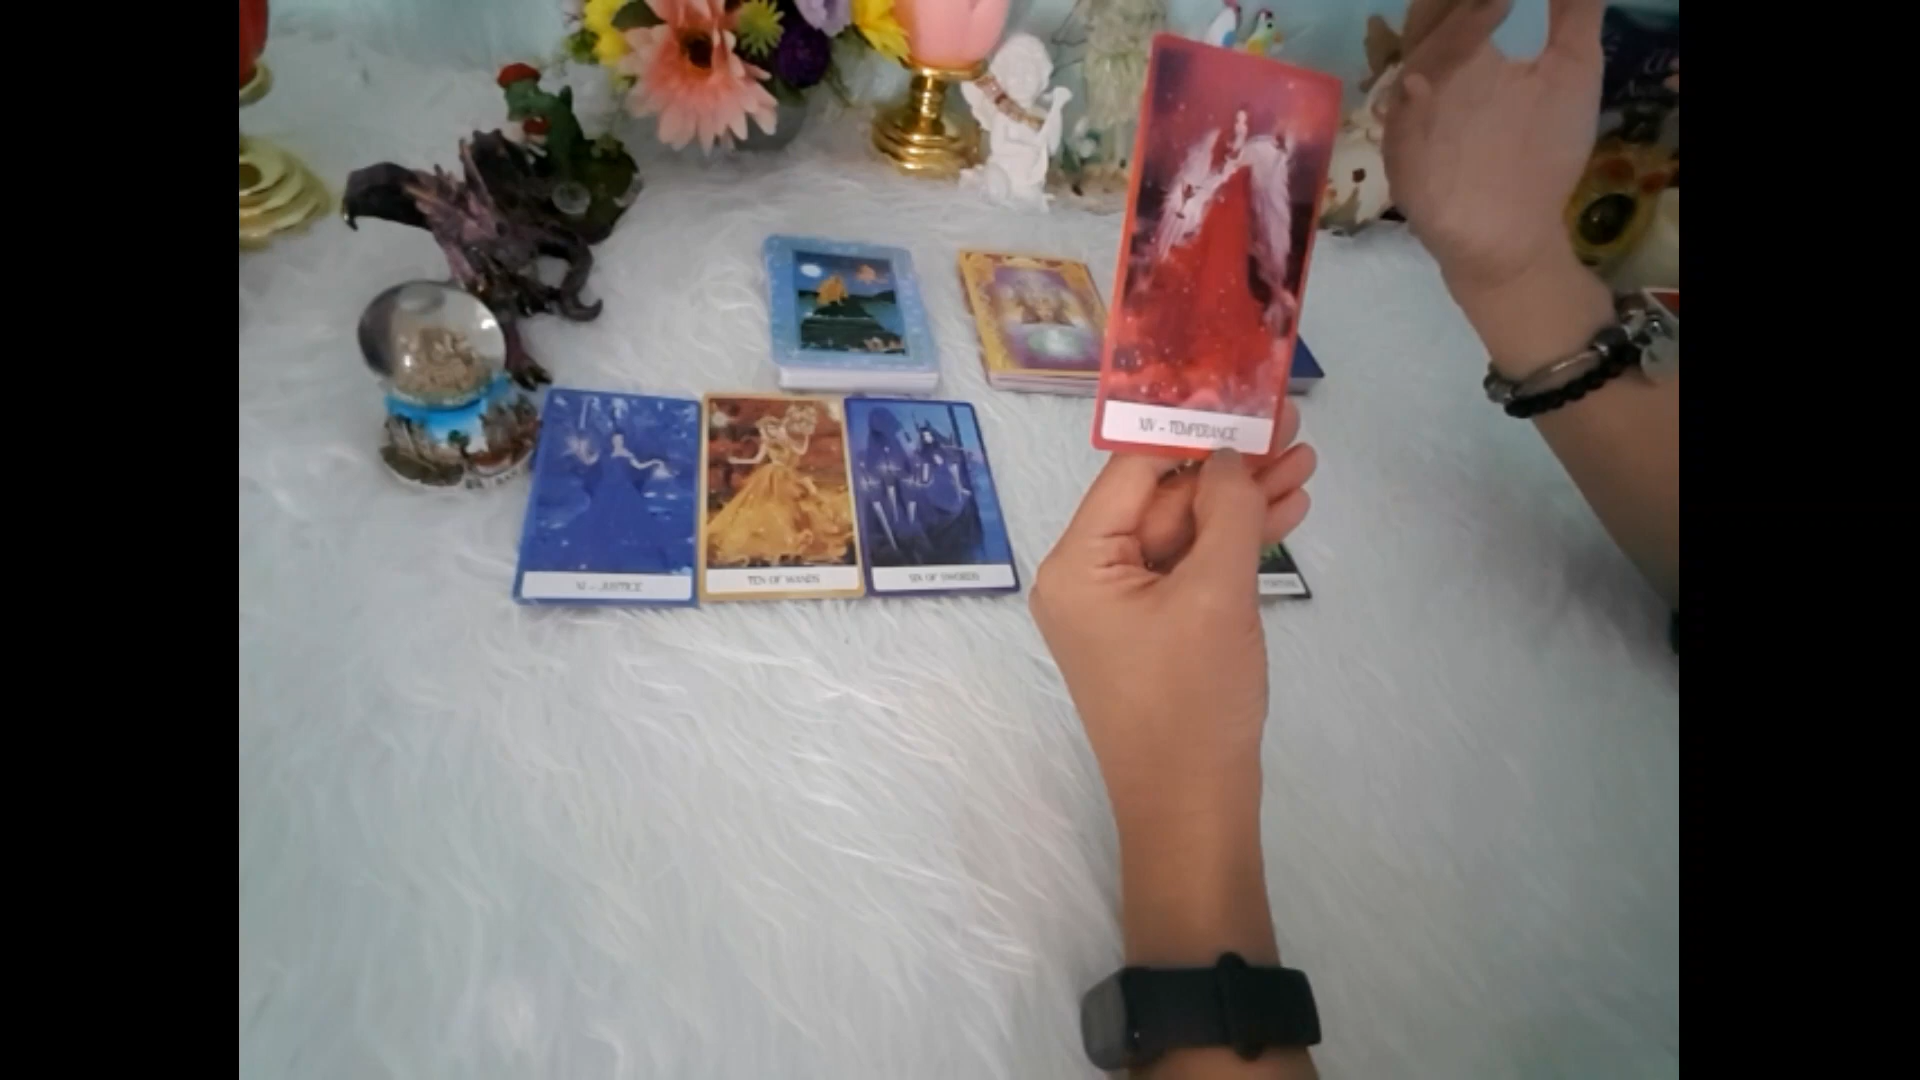 XIV - TEMPERANCE
XI - JUSTICE
TEN OF WANDS
SIX OF SWORDS